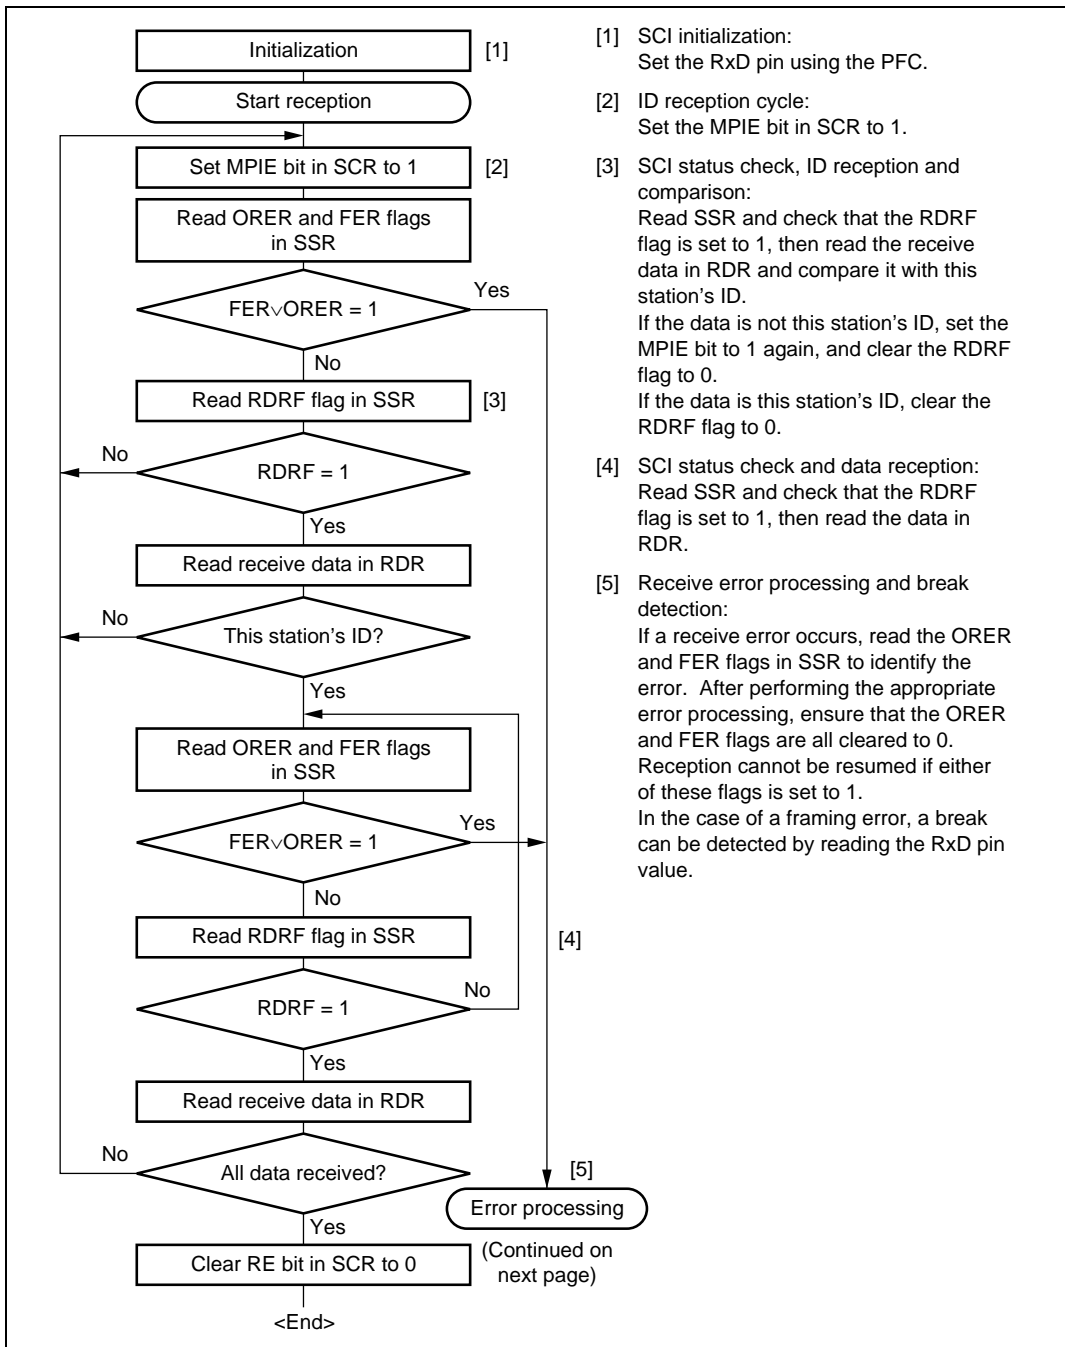 Initialization [1]
Start reception
Set MPIE bit in SCR to 1 [2]
Read ORER and FER flags
in SSR
Yes
FER∨ORER = 1
No
Read RDRF flag in SSR [3]
No
RDRF = 1
Yes
Read receive data in RDR
No
This station's ID?
Yes
Read ORER and FER flags
in SSR
Yes
FER∨ORER = 1
No
Read RDRF flag in SSR
[4]
No
RDRF = 1
Yes
Read receive data in RDR
No
All data received?
[5]
Error processing
Yes
(Continued on
next page)
Clear RE bit in SCR to 0
<End>
[1] SCI initialization:
Set the RxD pin using the PFC.
[2] ID reception cycle:
Set the MPIE bit in SCR to 1.
[3] SCI status check, ID reception and
comparison:
Read SSR and check that the RDRF
flag is set to 1, then read the receive
data in RDR and compare it with this
station's ID.
If the data is not this station's ID, set the
MPIE bit to 1 again, and clear the RDRF
flag to 0.
If the data is this station's ID, clear the
RDRF flag to 0.
[4] SCI status check and data reception:
Read SSR and check that the RDRF
flag is set to 1, then read the data in
RDR.
[5] Receive error processing and break
detection:
If a receive error occurs, read the ORER
and FER flags in SSR to identify the
error. After performing the appropriate
error processing, ensure that the ORER
and FER flags are all cleared to 0.
Reception cannot be resumed if either
of these flags is set to 1.
In the case of a framing error, a break
can be detected by reading the RxD pin
value.